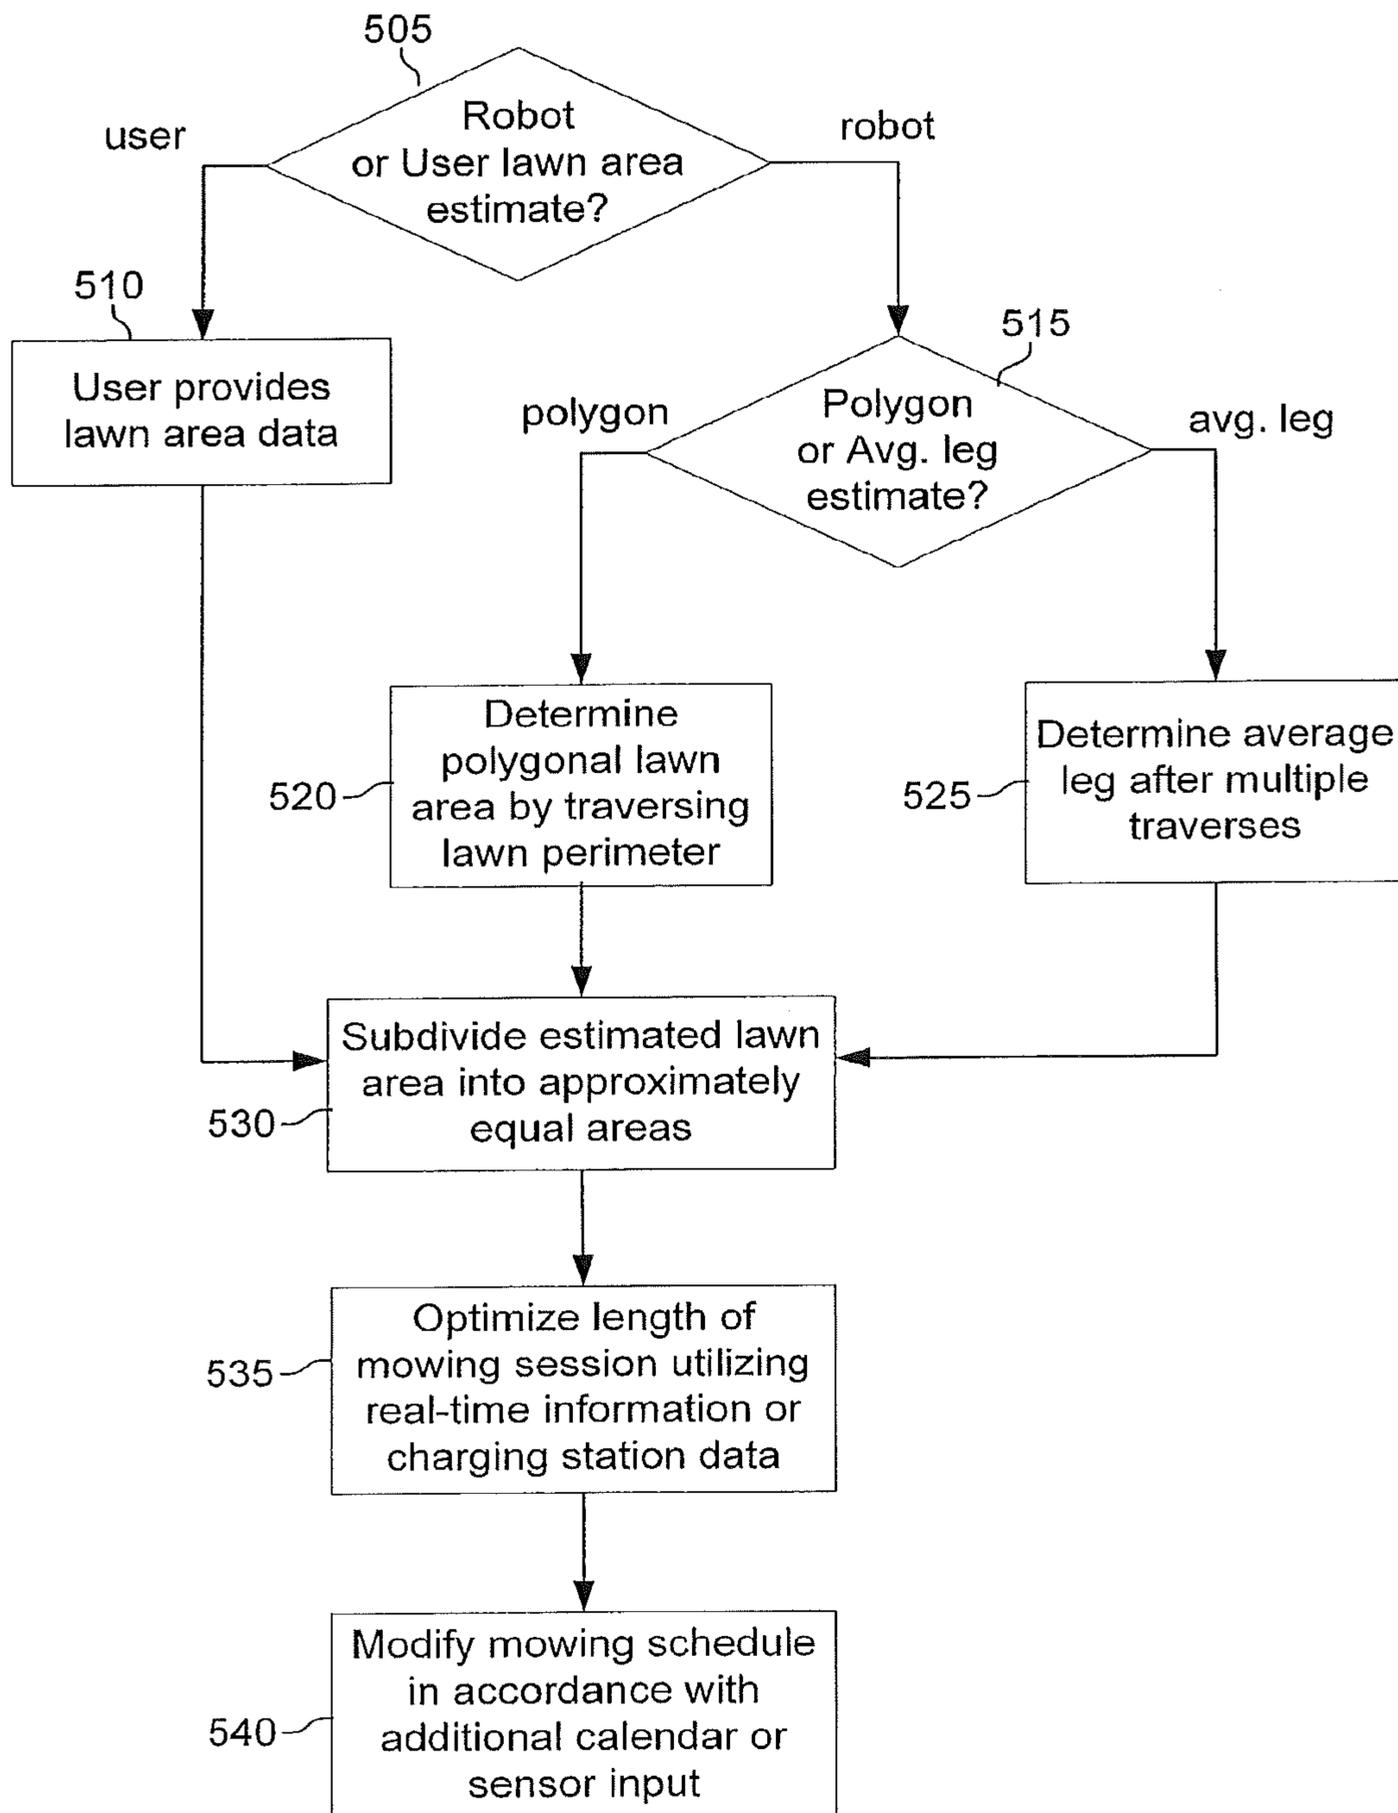 505
Robot
or User lawn area
estimate?
user
robot
510
User provides
lawn area data
515
Polygon
or Avg. leg
estimate?
polygon
avg. leg
520
Determine
polygonal lawn
area by traversing
lawn perimeter
525
Determine average
leg after multiple
traverses
530
Subdivide estimated lawn
area into approximately
equal areas
535
Optimize length of
mowing session utilizing
real-time information or
charging station data
540
Modify mowing schedule
in accordance with
additional calendar or
sensor input